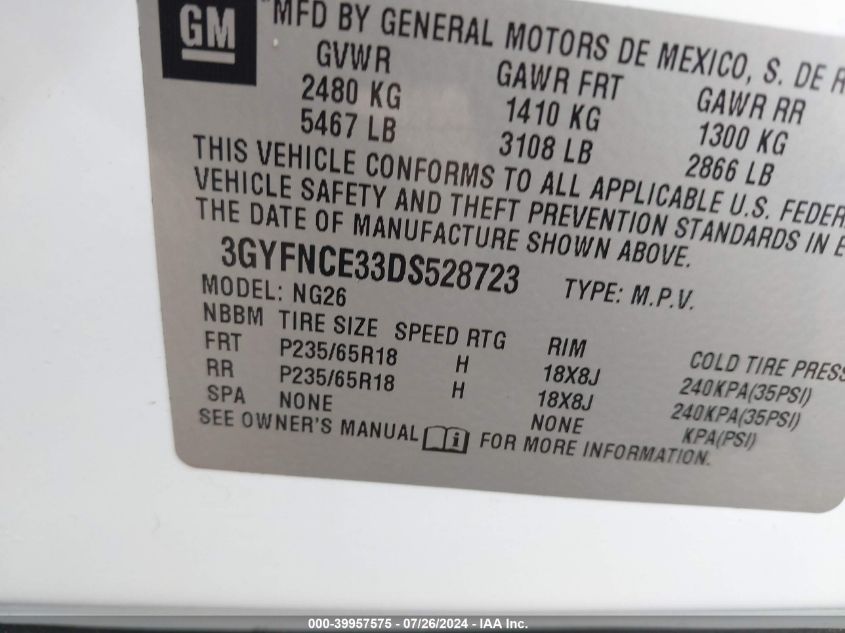 GM
MFD BY GENERAL MOTORS DE MEXICO, S. DE R
GVWR GAWR FRT GAWR RR
2480 KG 1410 KG 1300 KG
5467 LB 3108 LB 2866 LB
THIS VEHICLE CONFORMS TO ALL APPLICABLE U.S. FEDER
VEHICLE SAFETY AND THEFT PREVENTION STANDARDS IN E
THE DATE OF MANUFACTURE SHOWN ABOVE.
3GYFNCE33DS528723 TYPE: M.P.V.
MODEL: NG26
NBBM TIRE SIZE SPEED RTG RIM COLD TIRE PRESS
FRT P235/65R18 H 18X8J 240KPA(35PSI)
RR P235/65R18 H 18X8J 240KPA(35PSI)
SPA NONE NONE KPA(PSI)
SEE OWNER'S MANUAL i FOR MORE INFORMATION.
000-39957575 - 07/26/2024 - IAA Inc.